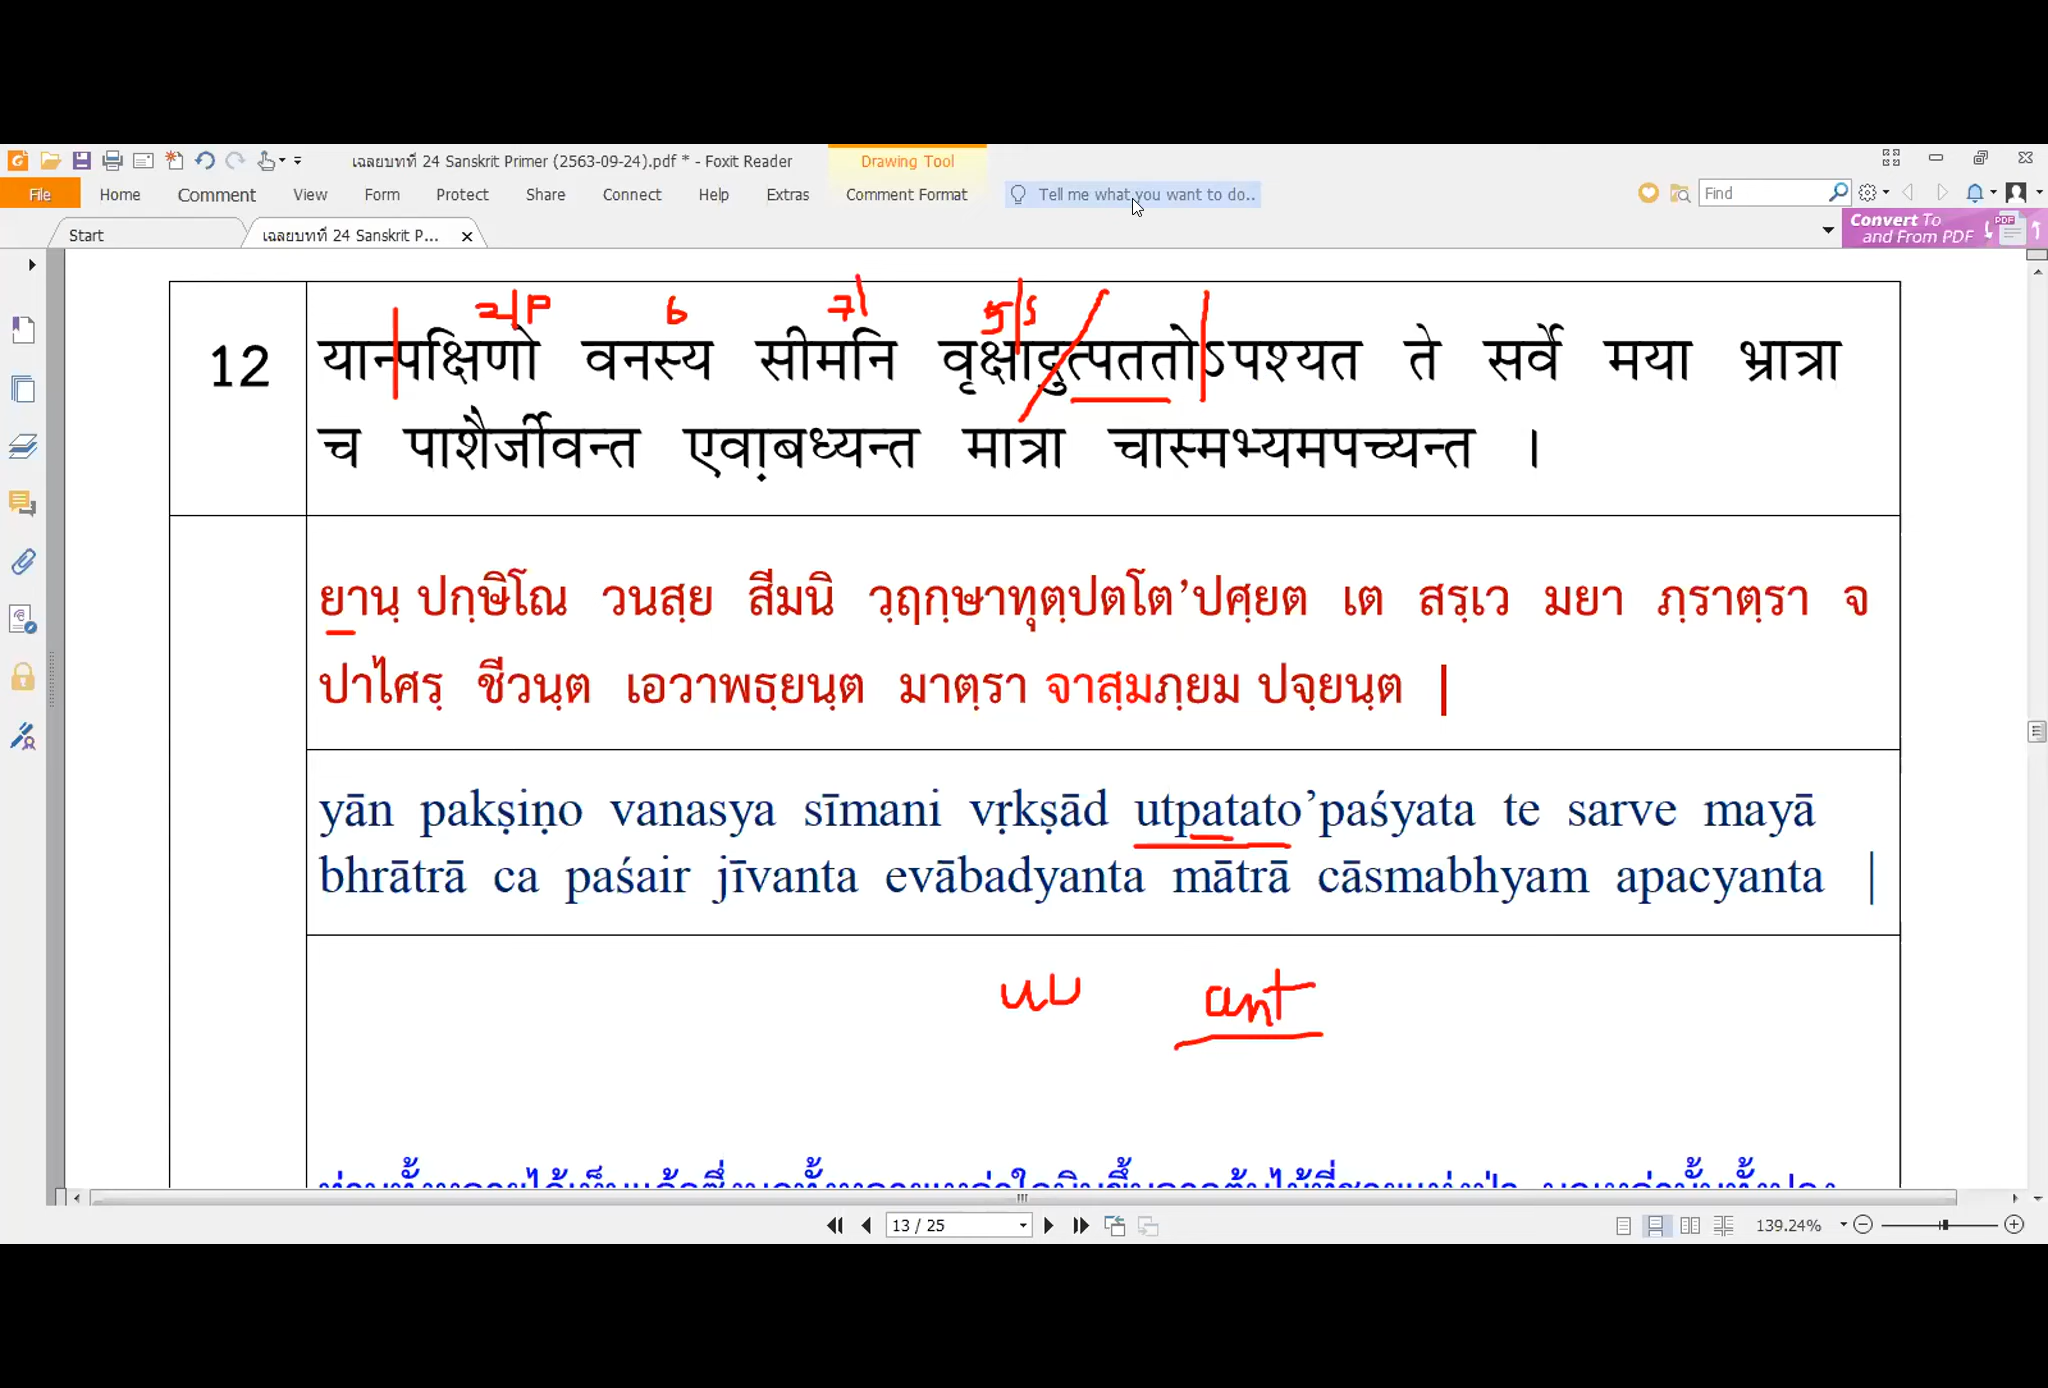 เฉลยบทที่ 24 Sanskrit Primer (2563-09-24).pdf * - Foxit Reader
Drawing Tool
File Home Comment View Form Protect Share Connect Help Extras Comment Format Tell me what you want to do.. Find
Start เฉลยบทที่ 24 Sanskrit P...
Convert To
and From PDF
PDF
2|P 6 7| 5|S
12
यान्पक्षिणो वनस्य सीमनि वृक्षादुत्पततोऽपश्यत ते सर्वे मया भ्रात्रा
च पाशैर्जीवन्त एवा़बध्यन्त मात्रा चास्मभ्यमपच्यन्त ।
ยานฺ ปกฺษิโณ วนสฺย สีมนิ วฺฤกฺษาทุตฺปตโต’ปศฺยต เต สรฺเว มยา ภฺราตฺรา จ
ปาไศรฺ ชีวนฺต เอวาพธฺยนฺต มาตฺรา จาสฺมภฺยม ปจฺยนฺต |
yān pakṣiṇo vanasya sīmani vṛkṣād utpatato’paśyata te sarve mayā
bhrātrā ca paśair jīvanta evābadyanta mātrā cāsmabhyam apacyanta |
ant
13 / 25
139.24%